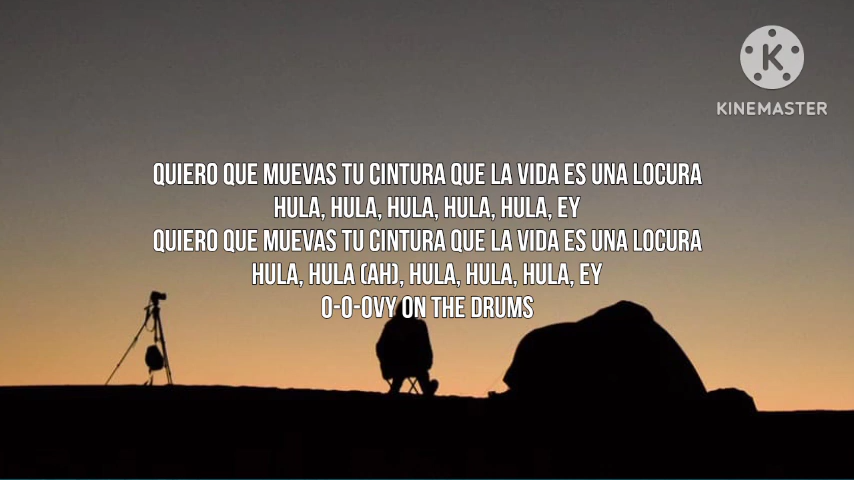 KINEMASTER
QUIERO QUE MUEVAS TU CINTURA QUE LA VIDA ES UNA LOCURA
HULA, HULA, HULA, HULA, HULA, EY
QUIERO QUE MUEVAS TU CINTURA QUE LA VIDA ES UNA LOCURA
HULA, HULA (AH), HULA, HULA, HULA, EY
O-O-OVY ON THE DRUMS